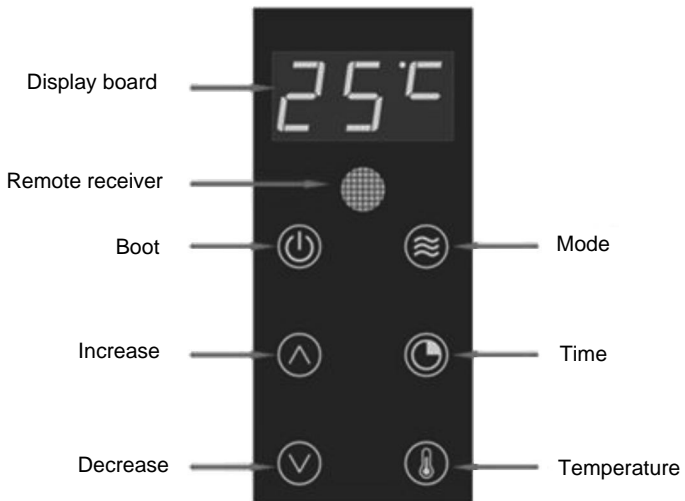 Display board
25°C
Remote receiver
Boot
Mode
Increase
Time
Decrease
Temperature